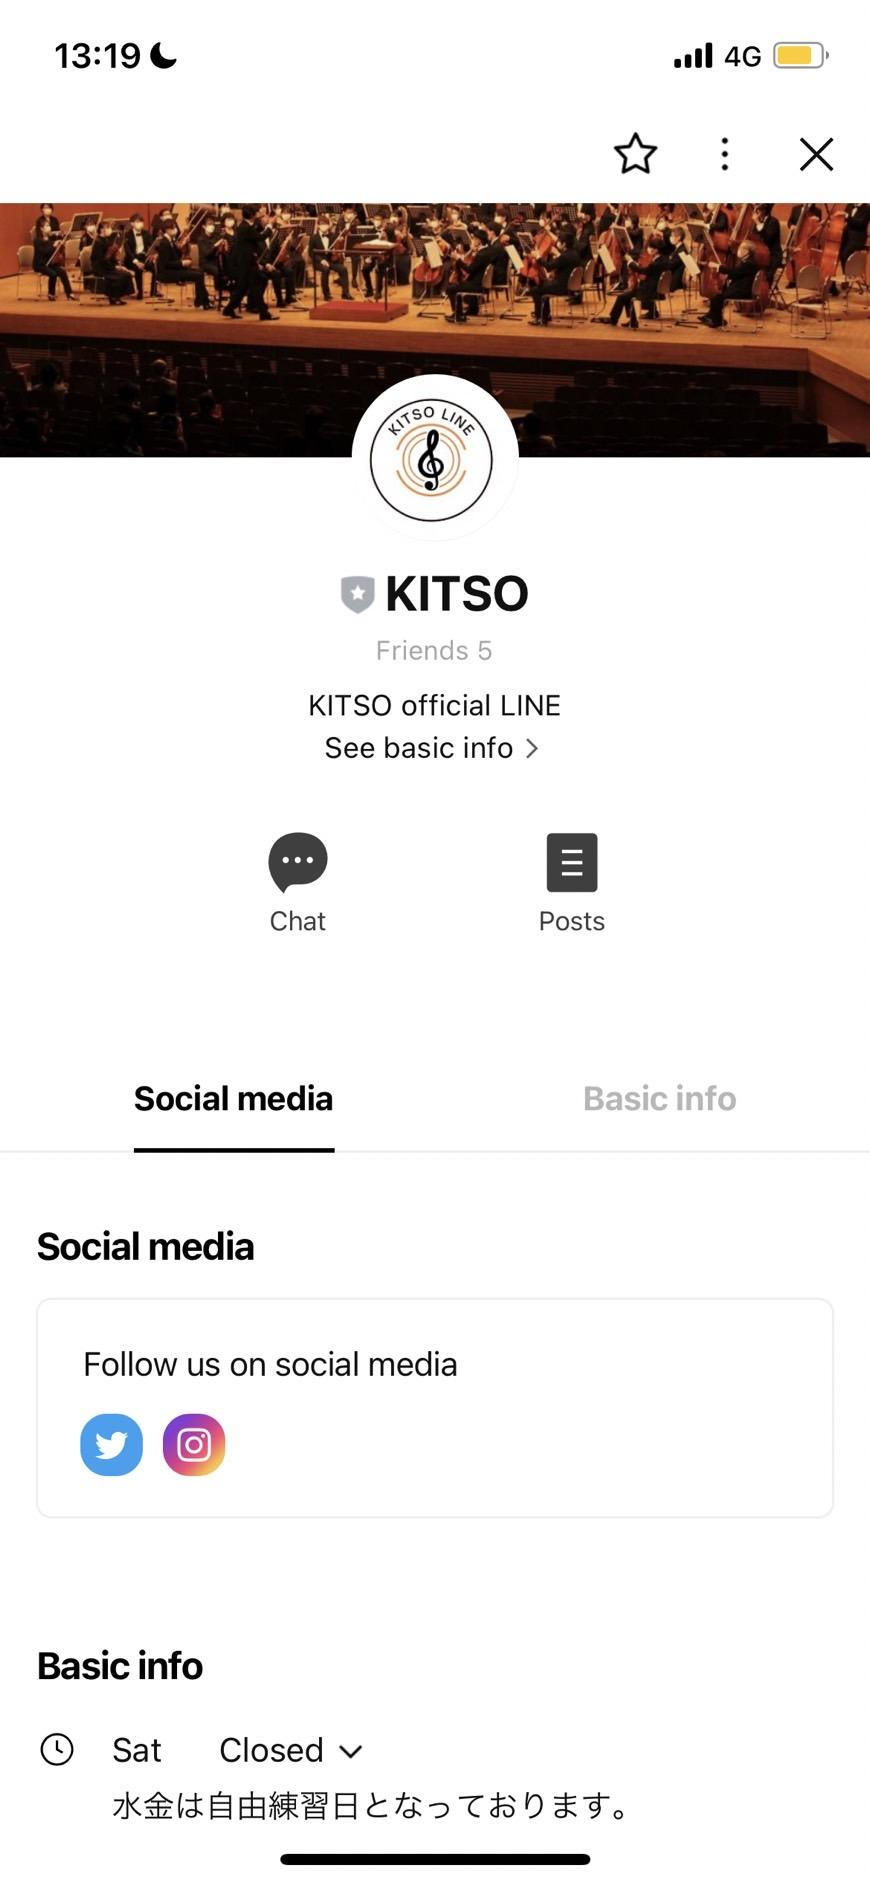 13:19
4G
KITSO LINE
KITSO
Friends 5
KITSO official LINE
See basic info
Chat
Posts
Social media
Basic info
Social media
Follow us on social media
Basic info
Sat Closed
水金は自由練習日となっております。